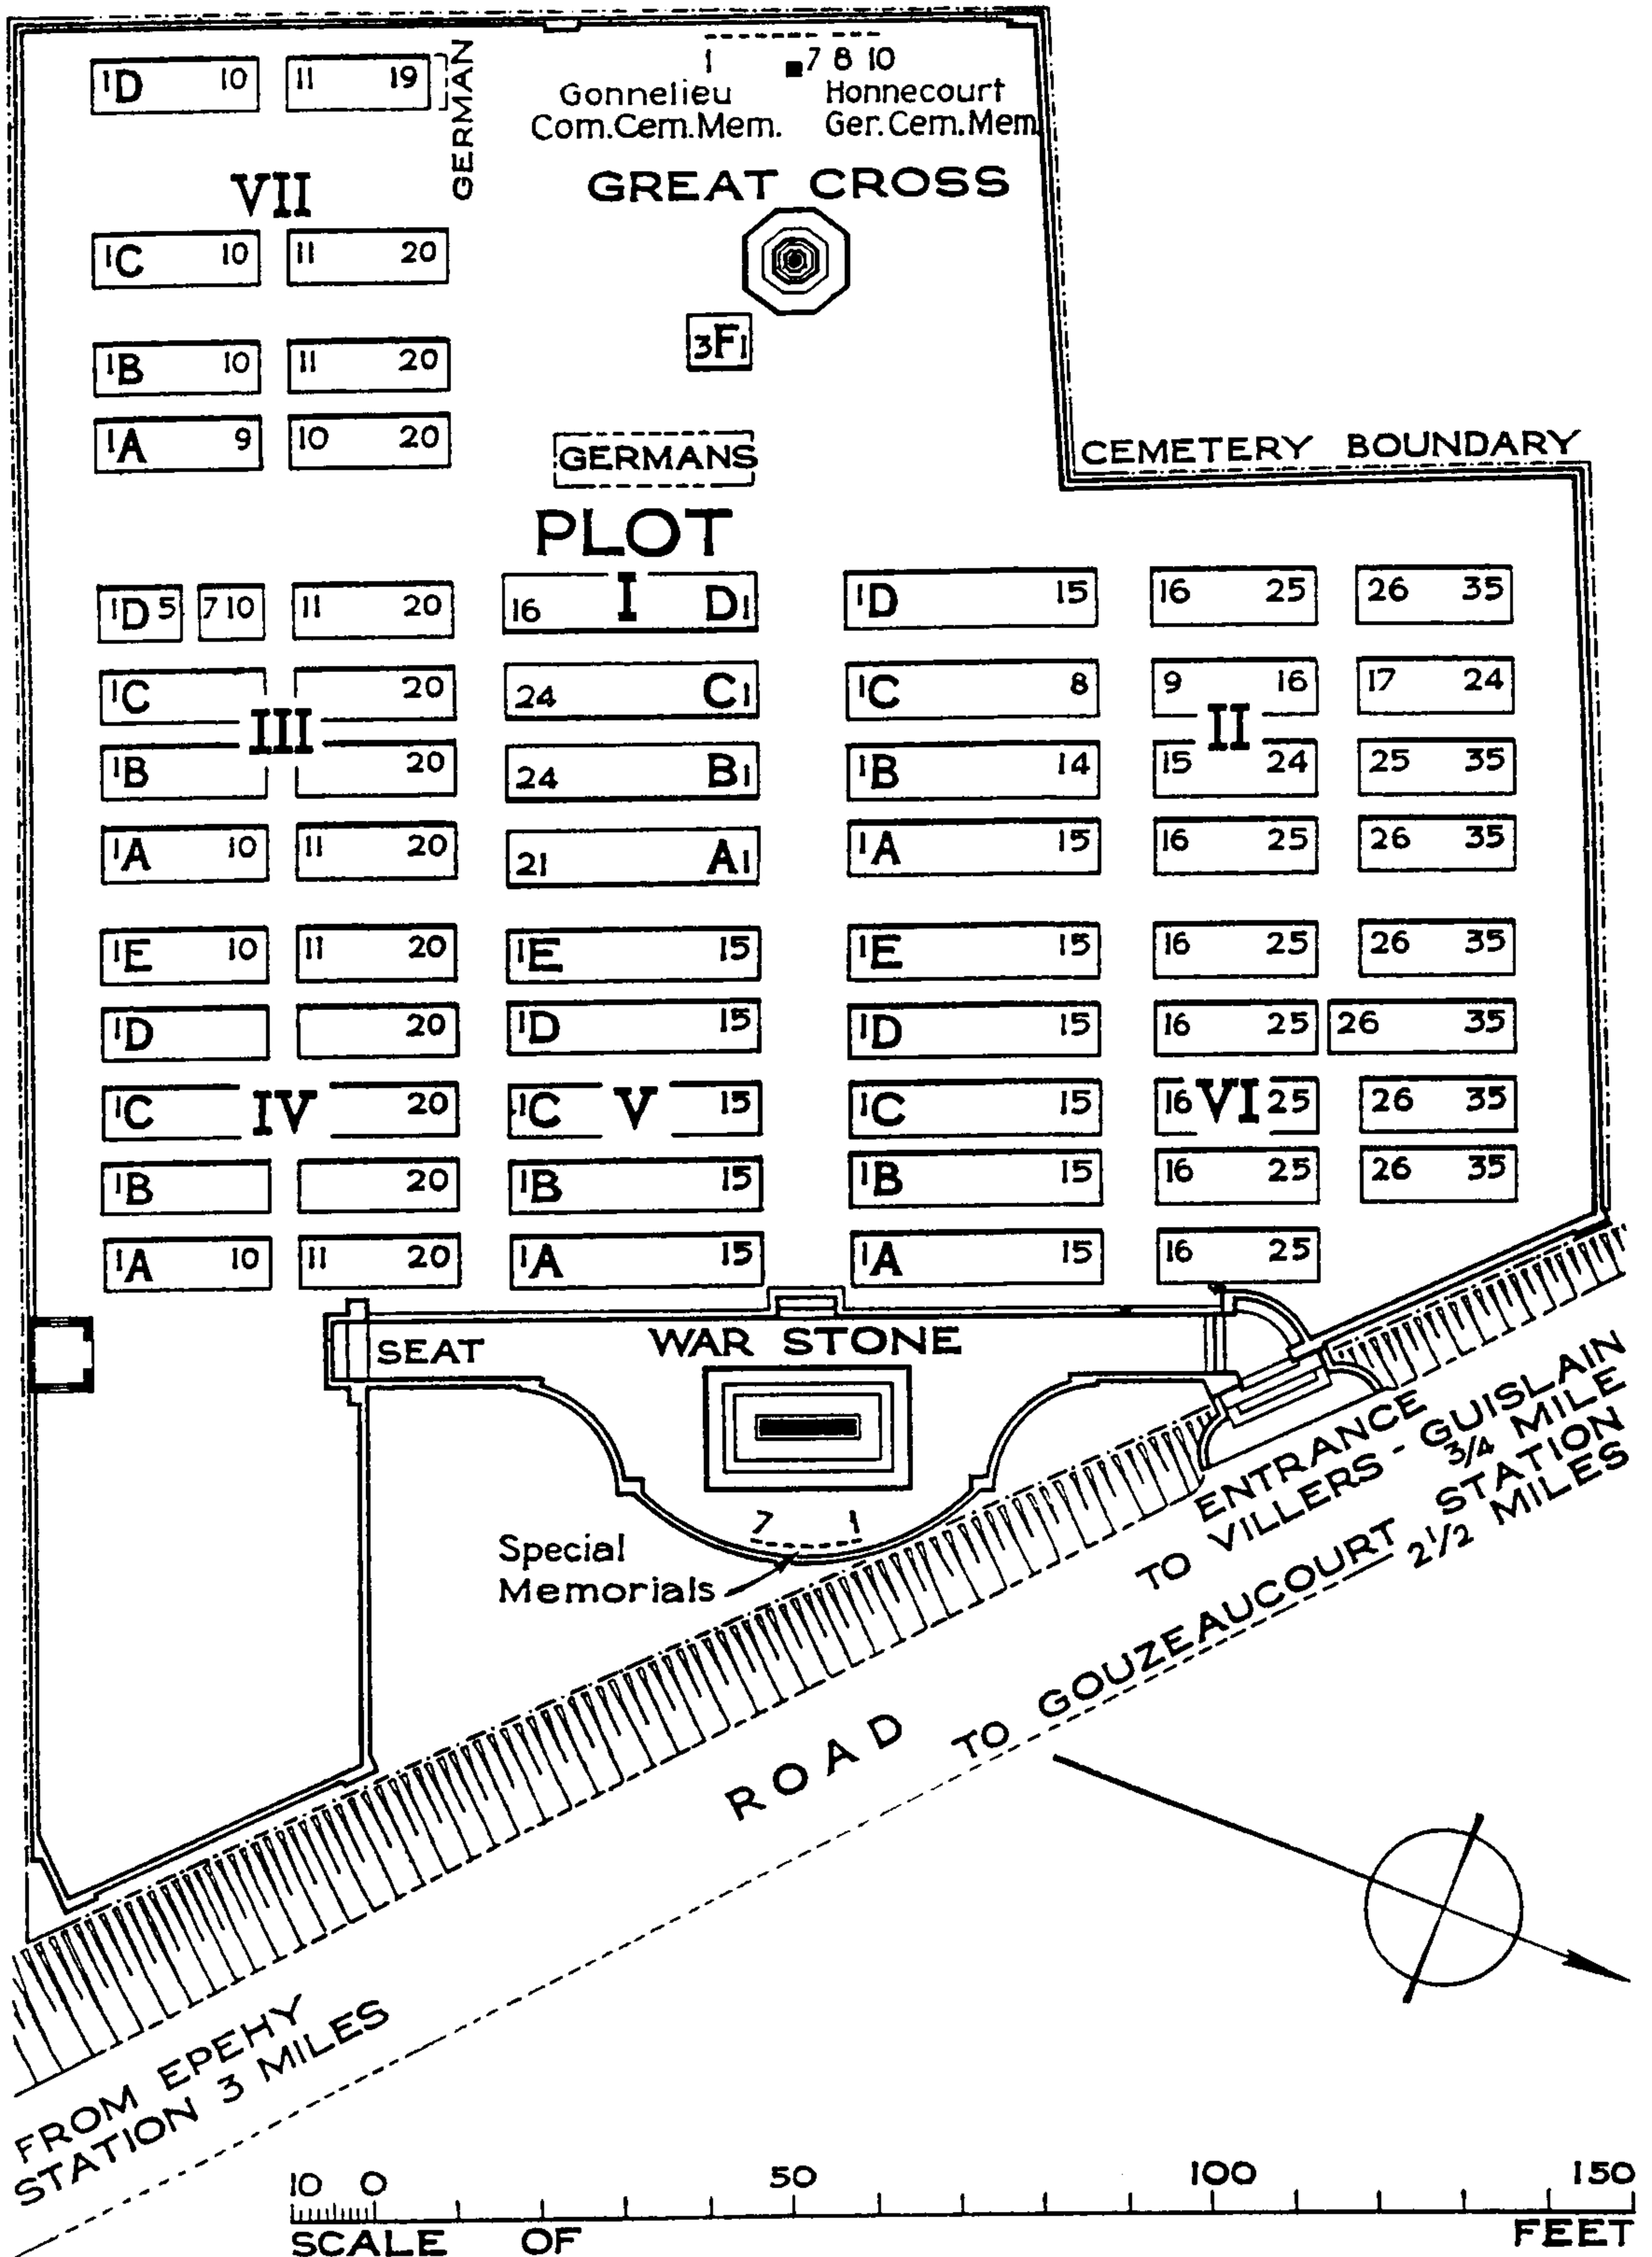 1D 10 11 19 GERMAN
1 7 8 10
Gonnelieu Honnecourt
Com.Cem.Mem. Ger.Cem.Mem.
VII GREAT CROSS
1C 10 11 20
3F1
1B 10 11 20
1A 9 10 20
GERMANS
CEMETERY BOUNDARY
PLOT
1D 5 7 10 11 20 16 I D1 1D 15 16 25 26 35
1C 20 24 C1 1C 8 9 16 17 24
III II
1B 20 24 B1 1B 14 15 24 25 35
1A 10 11 20 21 A1 1A 15 16 25 26 35
1E 10 11 20 1E 15 1E 15 16 25 26 35
1D 20 1D 15 1D 15 16 25 26 35
1C IV 20 1C V 15 1C 15 16 VI 25 26 35
1B 20 1B 15 1B 15 16 25 26 35
1A 10 11 20 1A 15 1A 15 16 25
SEAT WAR STONE
7 1
Special
Memorials
ENTRANCE
TO VILLERS - GUISLAIN
3/4 MILE
TO GOUZEAUCOURT STATION
2 1/2 MILES
ROAD
FROM EPEHY
STATION 3 MILES
10 0 50 100 150
SCALE OF FEET